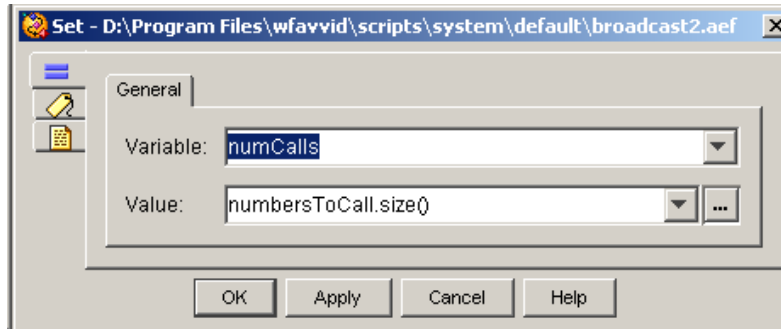 Set - D:\Program Files\wfavvid\scripts\system\default\broadcast2.aef
General
Variable: numCalls
Value: numbersToCall.size() ...
OK Apply Cancel Help